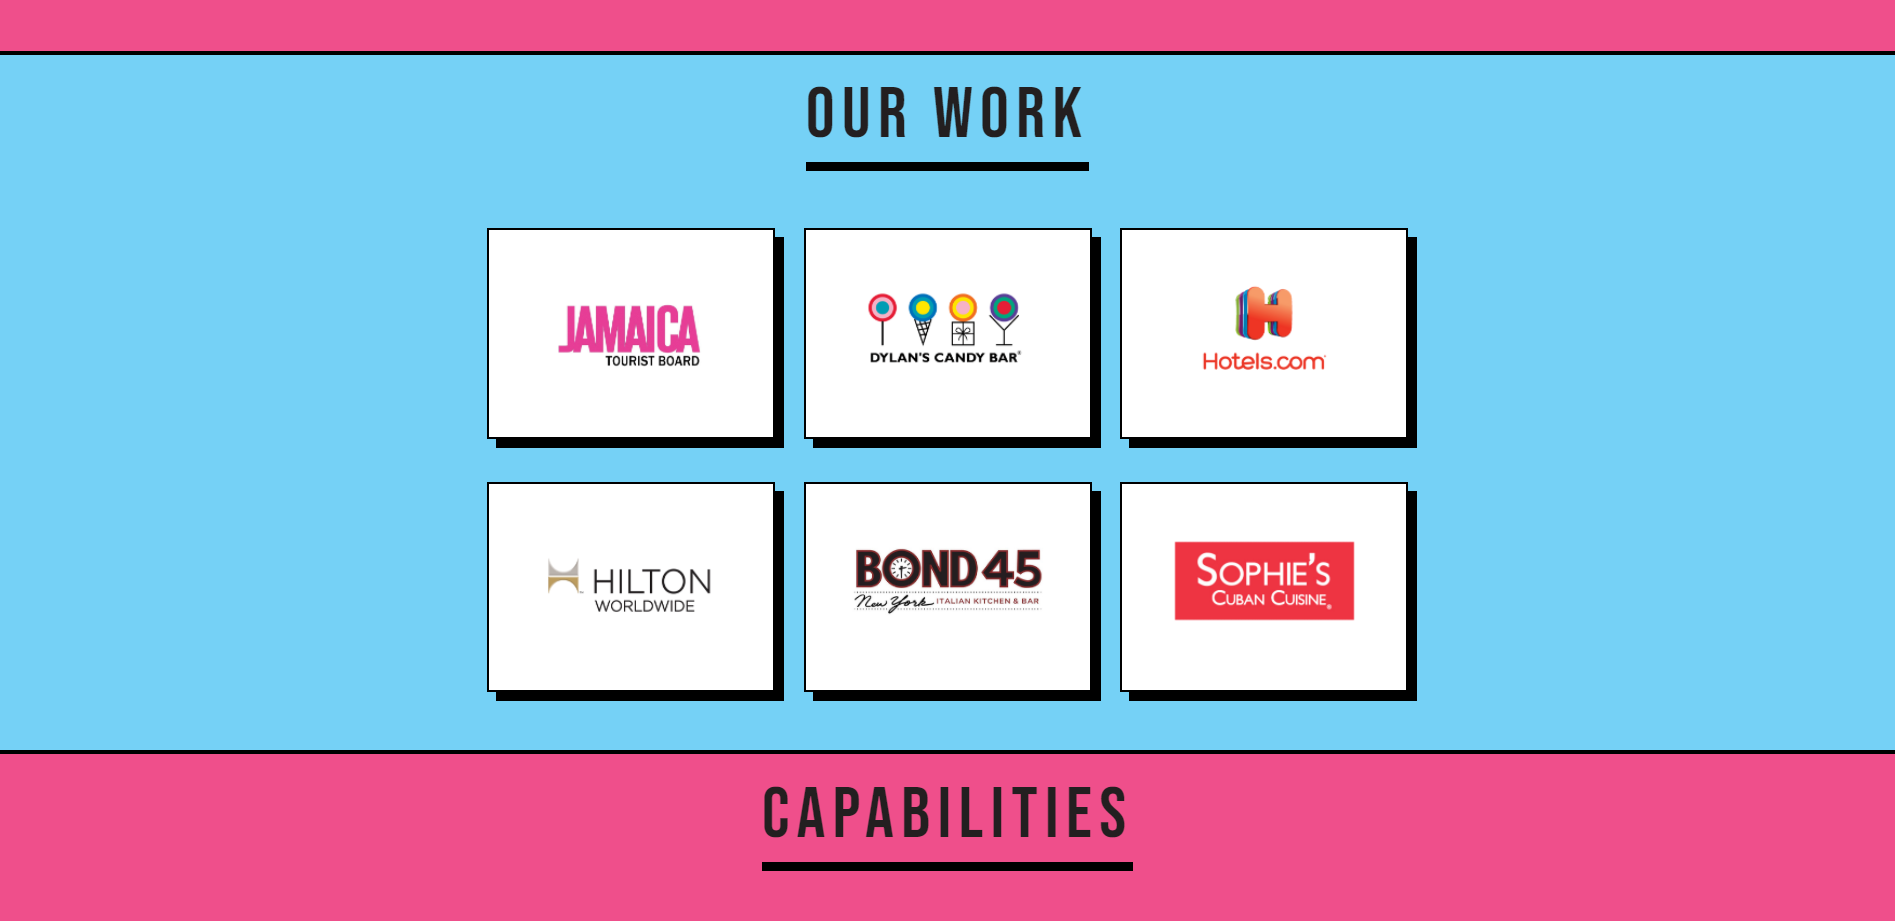 OUR WORK
JAMAICA
TOURIST BOARD
DYLAN'S CANDY BAR®
H
Hotels.com
HILTON
WORLDWIDE
BOND 45
New York ITALIAN KITCHEN & BAR
SOPHIE'S
CUBAN CUISINE®
CAPABILITIES